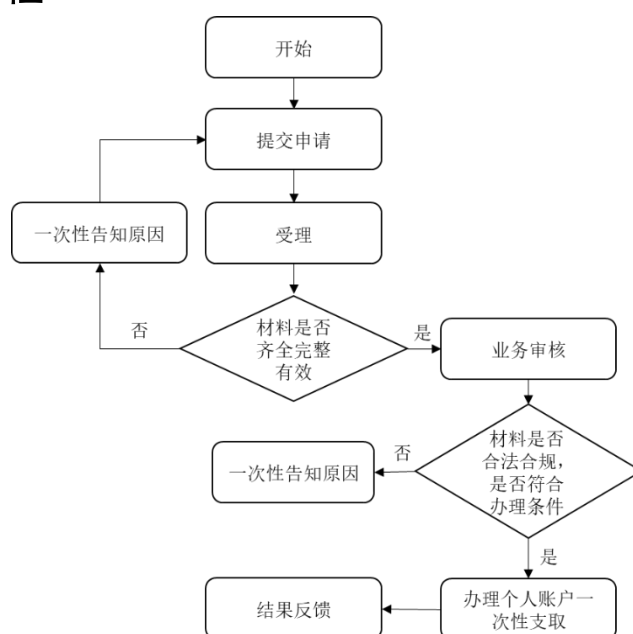 开始
提交申请
一次性告知原因
受理
否
材料是否
齐全完整
有效
是
业务审核
一次性告知原因
否
材料是否
合法合规，
是否符合
办理条件
是
结果反馈
办理个人账户一
次性支取